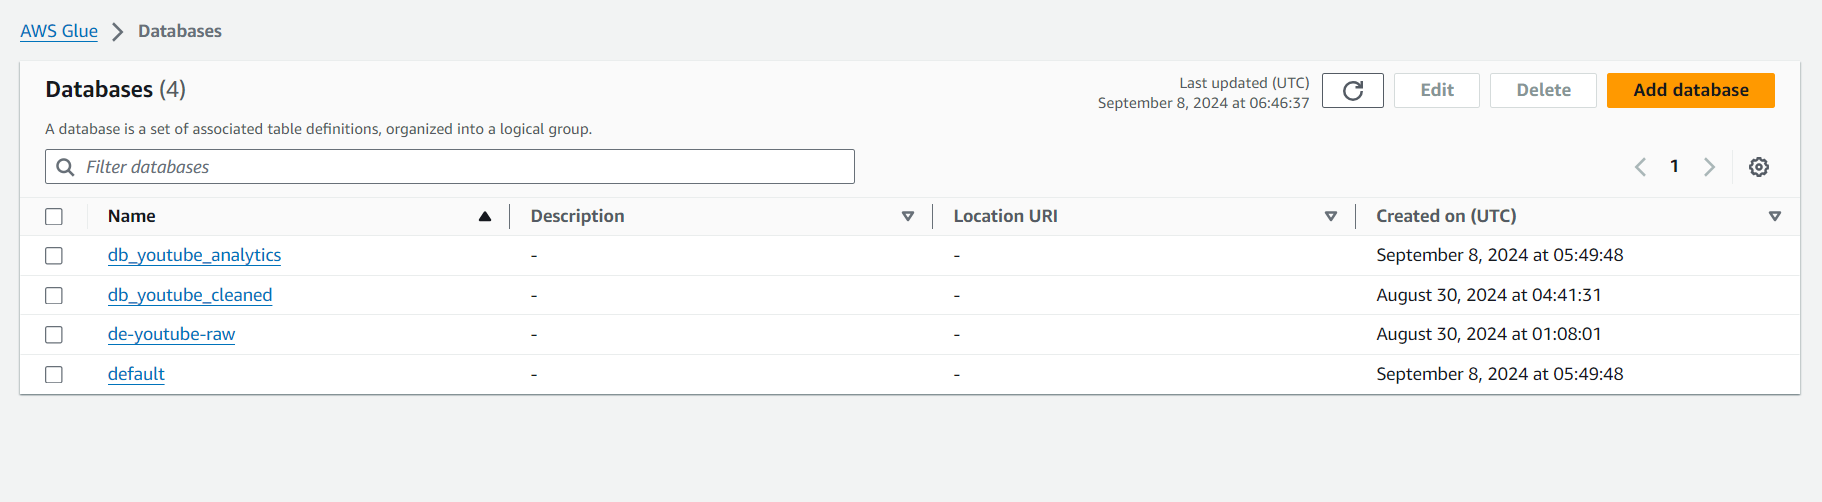 AWS Glue > Databases
Databases (4)
Last updated (UTC)
September 8, 2024 at 06:46:37
Edit
Delete
Add database
A database is a set of associated table definitions, organized into a logical group.
Filter databases
1
Name Description Location URI Created on (UTC)
db_youtube_analytics - - September 8, 2024 at 05:49:48
db_youtube_cleaned - - August 30, 2024 at 04:41:31
de-youtube-raw - - August 30, 2024 at 01:08:01
default - - September 8, 2024 at 05:49:48